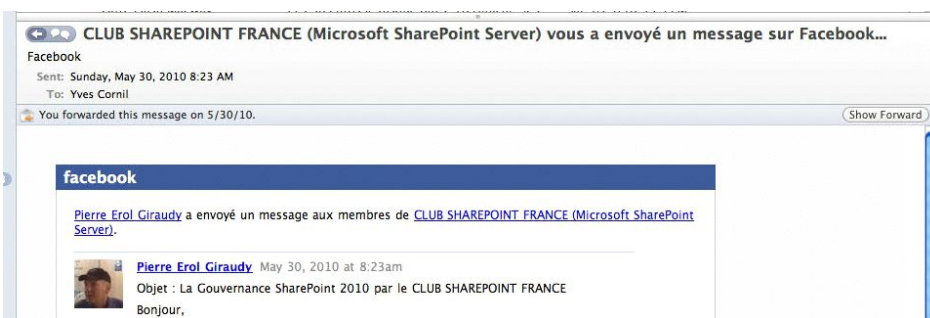 CLUB SHAREPOINT FRANCE (Microsoft SharePoint Server) vous a envoyé un message sur Facebook...
Facebook
Sent: Sunday, May 30, 2010 8:23 AM
To: Yves Cornil
You forwarded this message on 5/30/10.
Show Forward
facebook
Pierre Erol Giraudy a envoyé un message aux membres de CLUB SHAREPOINT FRANCE (Microsoft SharePoint
Server).
Pierre Erol Giraudy May 30, 2010 at 8:23am
Objet : La Gouvernance SharePoint 2010 par le CLUB SHAREPOINT FRANCE
Bonjour,